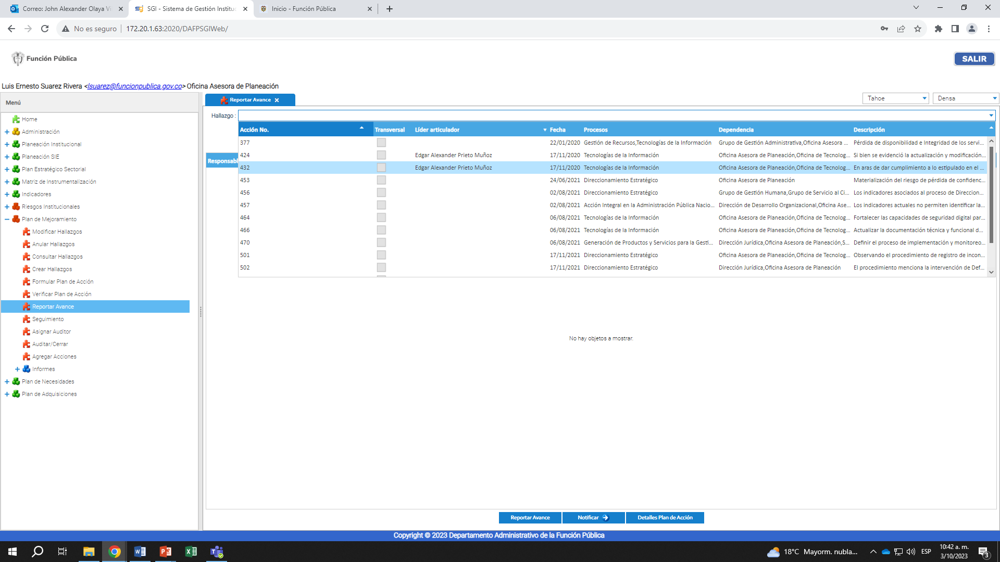 Correo: John Alexander Olaya Vi
SGI - Sistema de Gestión Instituc
Inicio - Función Pública
No es seguro
172.20.1.63:2020/DAFPSGIWeb/
Función Pública
SALIR
Luis Ernesto Suarez Rivera <lsuarez@funcionpublica.gov.co> Oficina Asesora de Planeación
Menú
Home
Administración
Planeación Institucional
Planeación SIE
Plan Estratégico Sectorial
Matriz de Instrumentalización
Indicadores
Riesgos Institucionales
Plan de Mejoramiento
Modificar Hallazgos
Anular Hallazgos
Consultar Hallazgos
Crear Hallazgos
Formular Plan de Acción
Verificar Plan de Acción
Reportar Avance
Seguimiento
Asignar Auditor
Auditar/Cerrar
Agregar Acciones
Informes
Plan de Necesidades
Plan de Adquisiciones
Reportar Avance
Tahoe
Densa
Hallazgo :
Responsabl
Acción No. Transversal Líder articulador Fecha Procesos Dependencia Descripción
377 22/01/2020 Gestión de Recursos,Tecnologías de la Información Grupo de Gestión Administrativa,Oficina Asesora ... Pérdida de disponibilidad e Integridad de los servi...
424 Edgar Alexander Prieto Muñoz 17/11/2020 Tecnologías de la Información Oficina Asesora de Planeación,Oficina de Tecnolog... Si bien se evidenció la actualización y modificación...
432 Edgar Alexander Prieto Muñoz 17/11/2020 Tecnologías de la Información Oficina Asesora de Planeación,Oficina de Tecnolog... En aras de dar cumplimiento a lo estipulado en el ...
453 24/06/2021 Direccionamiento Estratégico Oficina Asesora de Planeación Materialización del riesgo de pérdida de confidenc...
456 02/08/2021 Direccionamiento Estratégico Grupo de Gestión Humana,Grupo de Servicio al Ci... Los indicadores asociados al proceso de Direccion...
457 02/08/2021 Acción Integral en la Administración Pública Nacio... Dirección de Desarrollo Organizacional,Oficina Ase... Los indicadores actuales no permiten identificar la...
464 06/08/2021 Tecnologías de la Información Oficina Asesora de Planeación,Oficina de Tecnolog... Fortalecer las capacidades de seguridad digital par...
466 06/08/2021 Tecnologías de la Información Oficina Asesora de Planeación,Oficina de Tecnolog... Actualizar la documentación técnica y funcional d...
470 06/08/2021 Generación de Productos y Servicios para la Gesti... Dirección Jurídica,Oficina Asesora de Planeación,S... Definir el proceso de implementación y monitoreo...
501 17/11/2021 Direccionamiento Estratégico Oficina Asesora de Planeación,Oficina de Tecnolog... Observando el procedimiento de registro de incon...
502 17/11/2021 Direccionamiento Estratégico Dirección Jurídica,Oficina Asesora de Planeación El procedimiento menciona la intervención de Def...
No hay objetos a mostrar.
Reportar Avance
Notificar
Detalles Plan de Acción
Copyright © 2023 Departamento Administrativo de la Función Pública
18°C Mayorm. nubla...
ESP
10:42 a. m.
3/10/2023
3